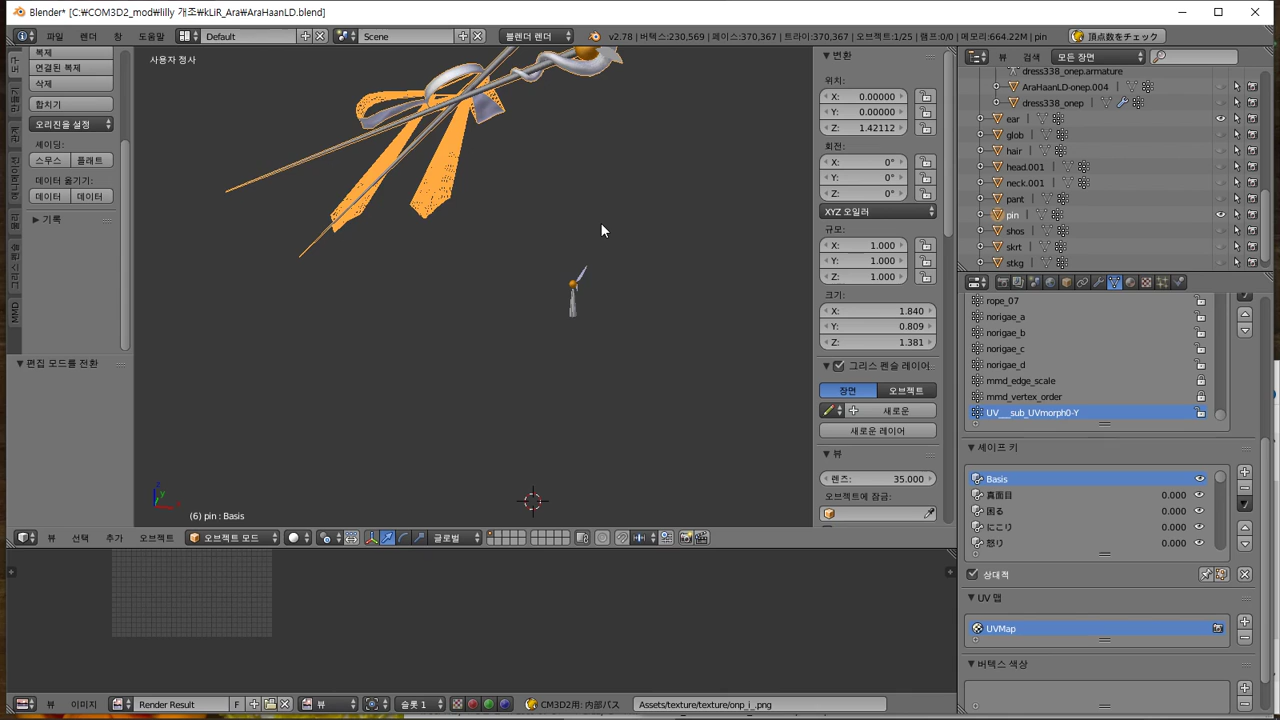 Blender* [C:₩COM3D2_mod₩lilly 개조₩kLiR_Ara₩AraHaanLD.blend]
파일 렌더 창 도움말 Default Scene 블렌더 렌더 v2.78 | 버텍스:230,569 | 페이스:370,367 | 트라이:370,367 | 오브젝트:1/25 | 램프:0/0 | 메모리:664.22M | pin 頂点数をチェック
복제
연결된 복제
삭제
합치기
오리진을 설정
셰이딩:
스무스 플래트
데이터 옮기기:
데이터 데이터
▶ 기록
편집 모드를 전환
MMD
사용자 정사
(6) pin : Basis
변환
위치:
X: 0.00000
Y: 0.00000
Z: 1.42112
회전:
X: 0°
Y: 0°
Z: 0°
XYZ 오일러
규모:
X: 1.000
Y: 1.000
Z: 1.000
크기:
X: 1.840
Y: 0.809
Z: 1.381
그리스 펜슬 레이어..
장면 오브젝트
새로운
새로운 레이어
뷰
렌즈: 35.000
오브젝트에 잠금:
뷰 선택 추가 오브젝트 오브젝트 모드 글로벌
뷰 이미지 Render Result F 뷰 슬롯 1 CM3D2用: 内部パス Assets/texture/texture/onp_i_.png
뷰 검색 모든 장면
dress338_onep.armature
AraHaanLD-onep.004
dress338_onep
ear
glob
hair
head.001
neck.001
pant
pin
shos
skrt
stkg
rope_07
norigae_a
norigae_b
norigae_c
norigae_d
mmd_edge_scale
mmd_vertex_order
UV__sub_UVmorph0-Y
셰이프 키
Basis
真面目 0.000
困る 0.000
にこり 0.000
怒り 0.000
상대적
UV 맵
UVMap
버텍스 색상